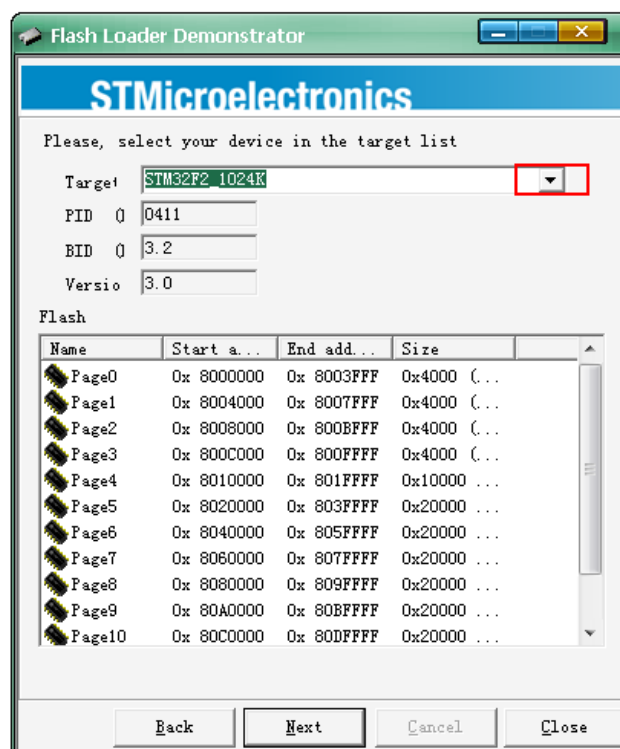 Flash Loader Demonstrator
STMicroelectronics
Please, select your device in the target list
Target STM32F2_1024K
PID () 0411
BID () 3.2
Versio 3.0
Flash
Name Start a... End add... Size
Page0 0x 8000000 0x 8003FFF 0x4000 (...
Page1 0x 8004000 0x 8007FFF 0x4000 (...
Page2 0x 8008000 0x 800BFFF 0x4000 (...
Page3 0x 800C000 0x 800FFFF 0x4000 (...
Page4 0x 8010000 0x 801FFFF 0x10000 ...
Page5 0x 8020000 0x 803FFFF 0x20000 ...
Page6 0x 8040000 0x 805FFFF 0x20000 ...
Page7 0x 8060000 0x 807FFFF 0x20000 ...
Page8 0x 8080000 0x 809FFFF 0x20000 ...
Page9 0x 80A0000 0x 80BFFFF 0x20000 ...
Page10 0x 80C0000 0x 80DFFFF 0x20000 ...
Back Next Cancel Close